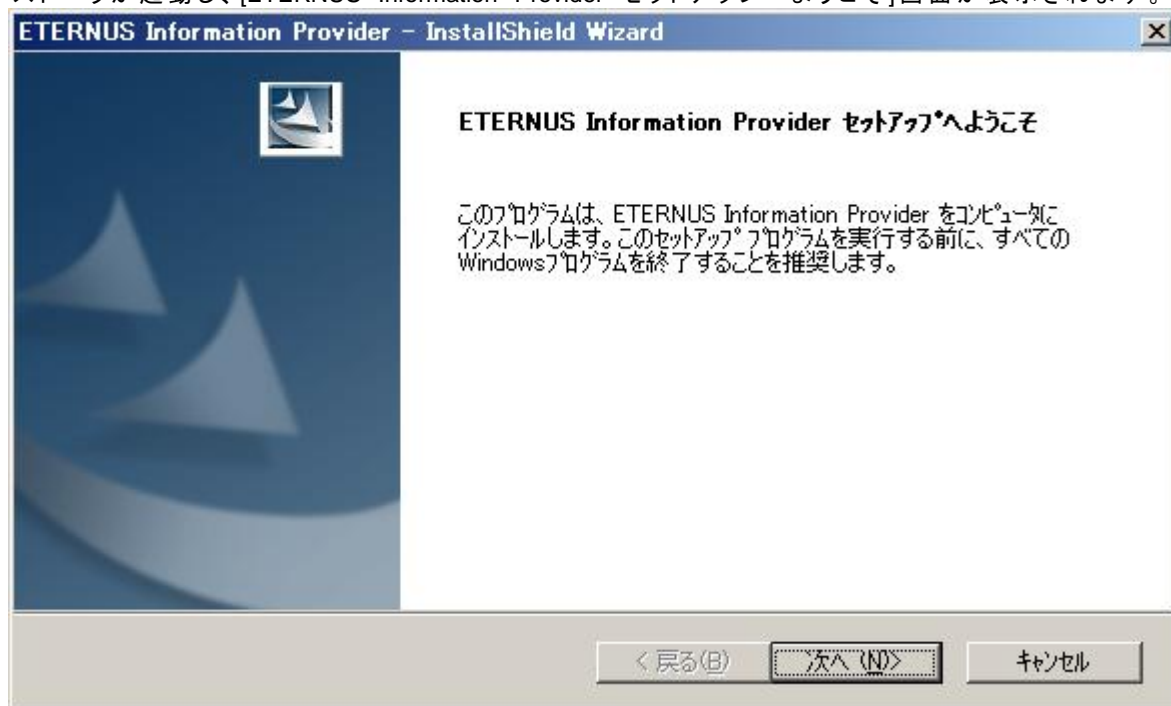 ETERNUS Information Provider - InstallShield Wizard
ETERNUS Information Provider セットアップへようこそ
このプログラムは、ETERNUS Information Provider をコンピュータに
インストールします。このセットアップ プログラムを実行する前に、すべての
Windowsプログラムを終了することを推奨します。
< 戻る(B)
次へ(N)>
キャンセル